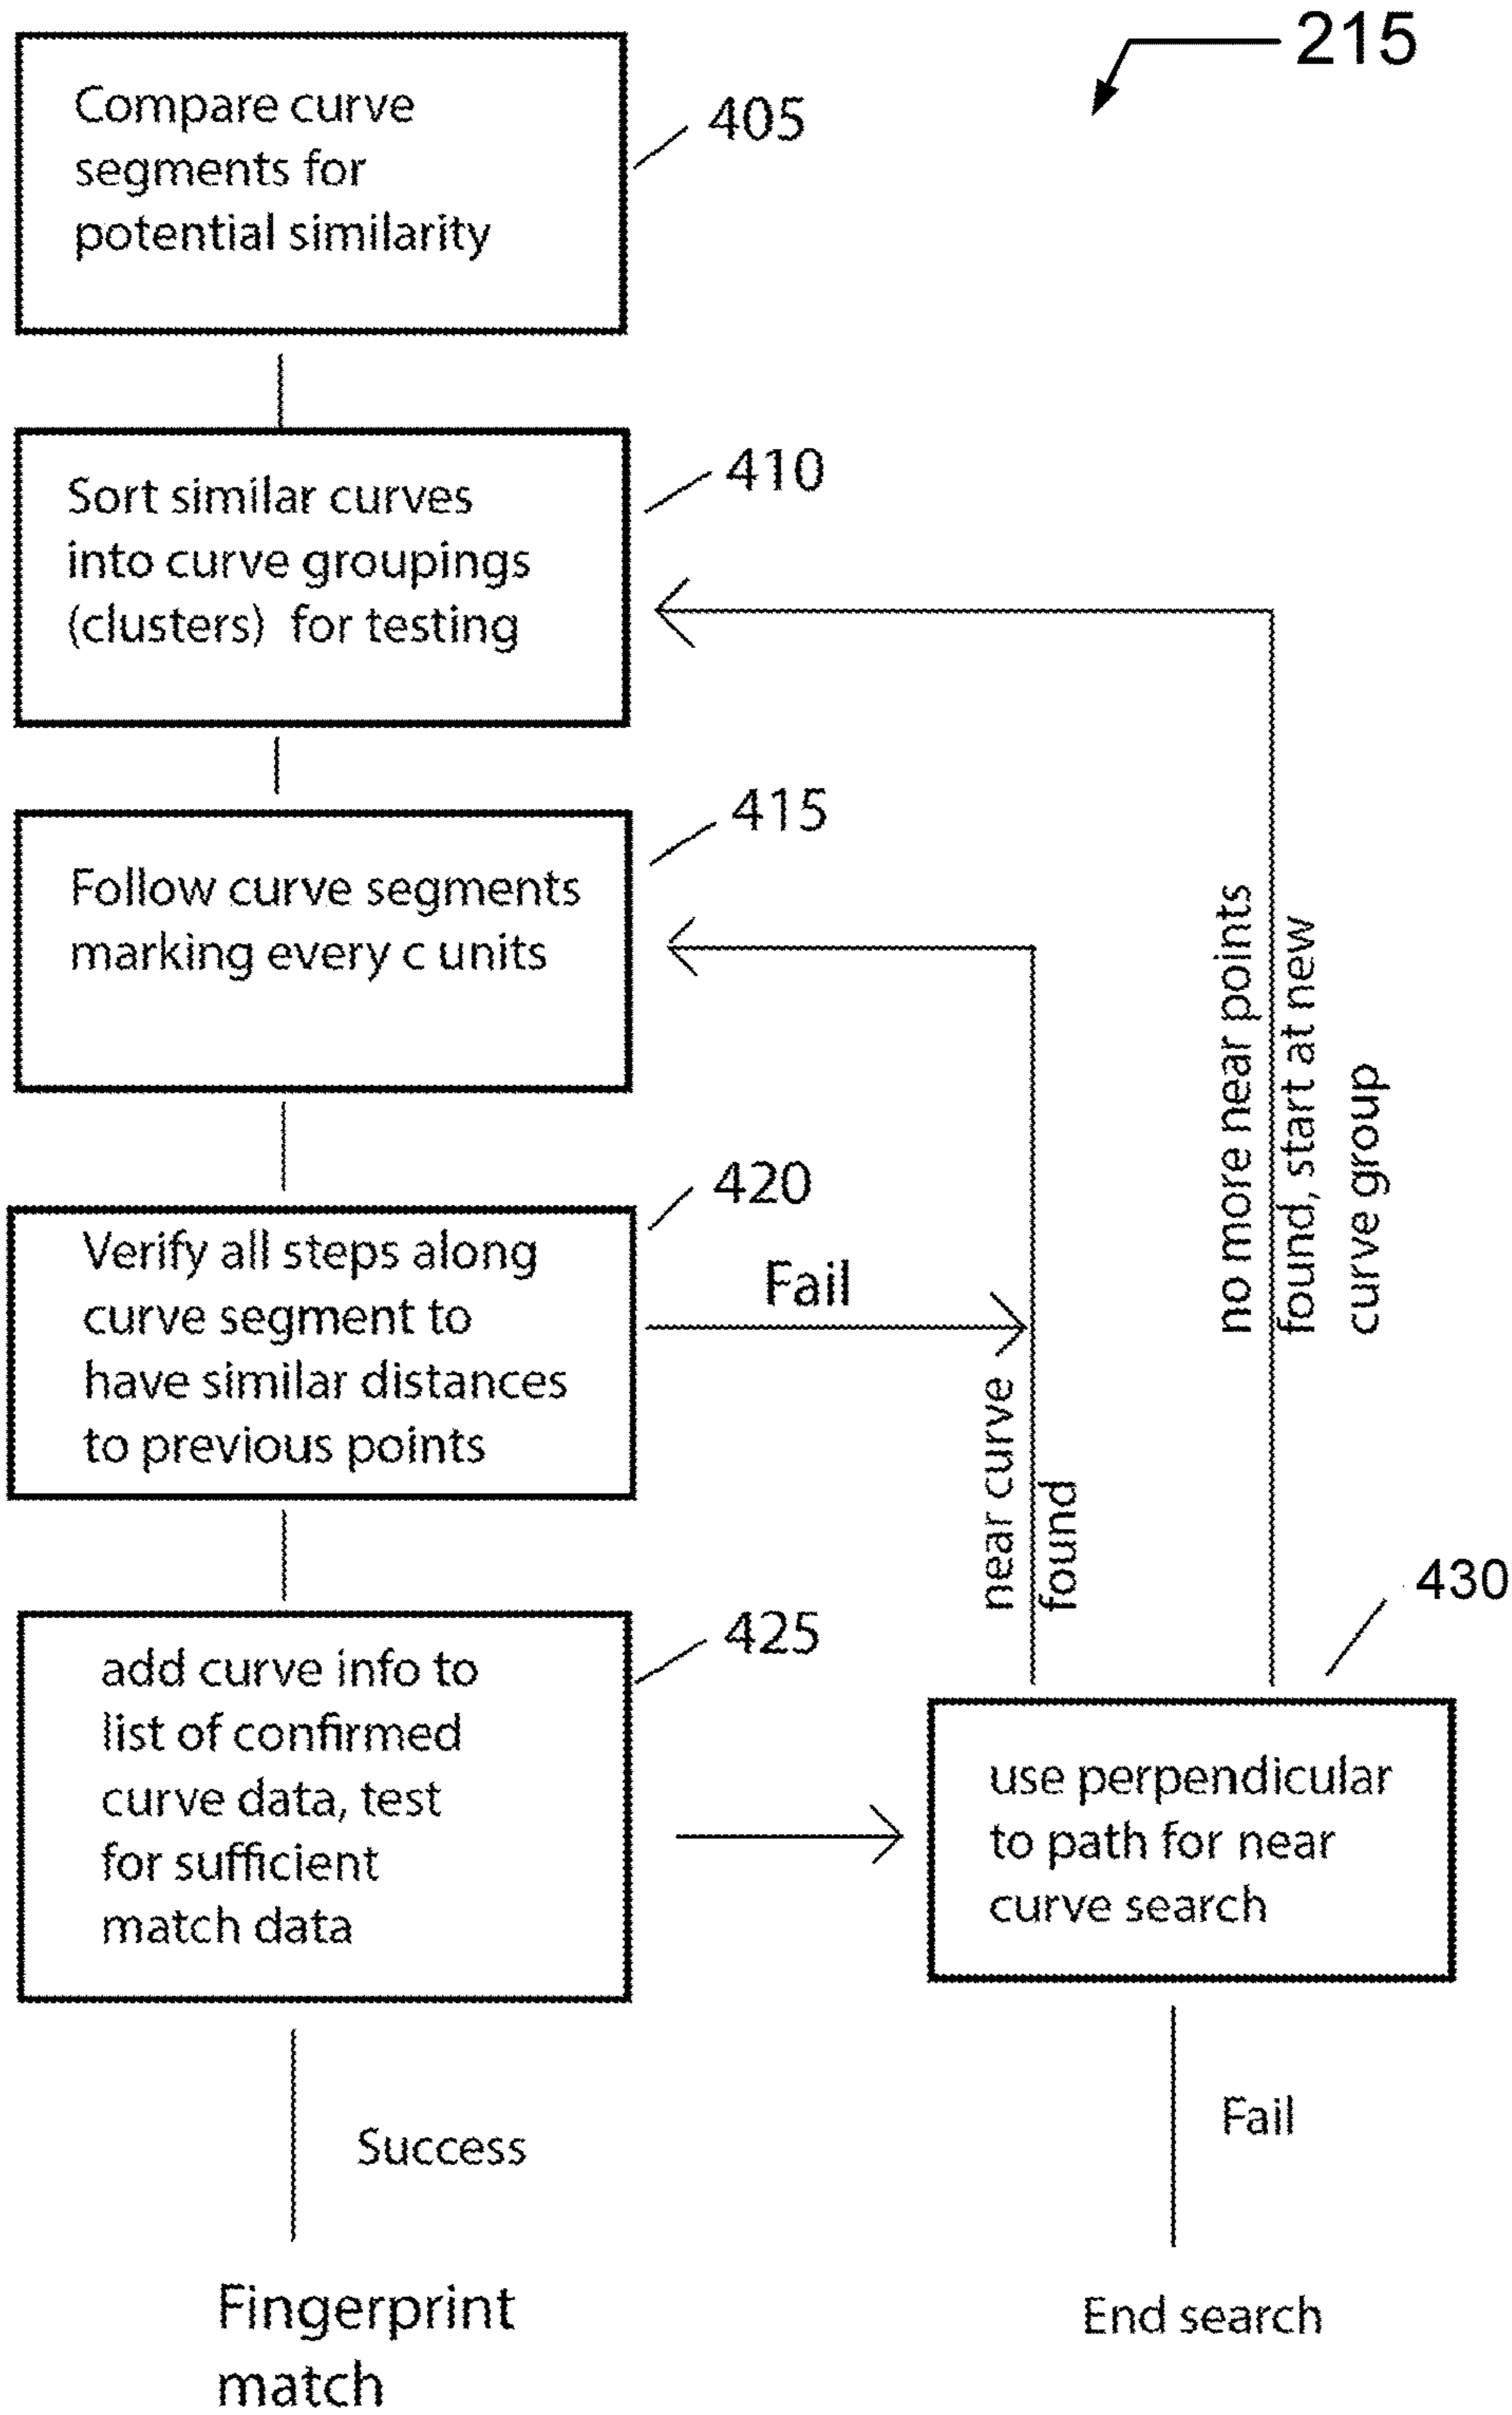 215
Compare curve
segments for
potential similarity
405
Sort similar curves
into curve groupings
(clusters) for testing
410
Follow curve segments
marking every c units
415
Verify all steps along
curve segment to
have similar distances
to previous points
420
Fail
near curve
found
no more near points
found, start at new
curve group
add curve info to
list of confirmed
curve data, test
for sufficient
match data
425
use perpendicular
to path for near
curve search
430
Success
Fail
Fingerprint
match
End search